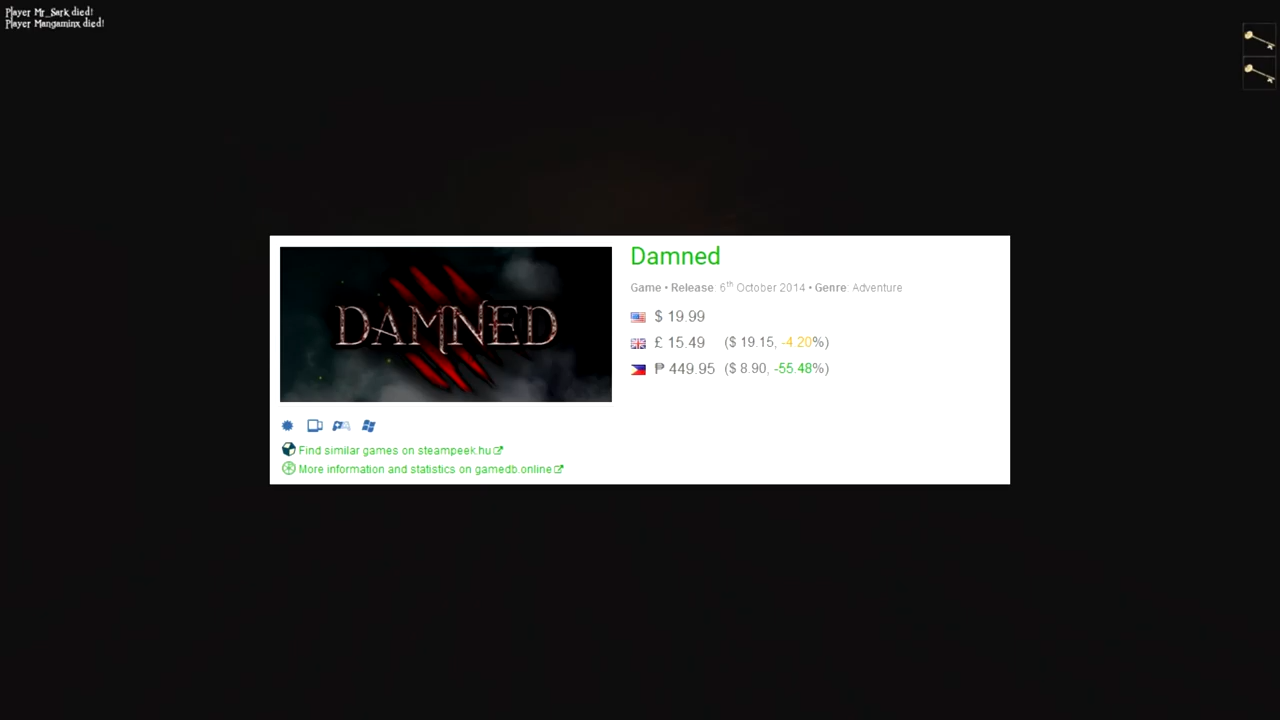 Player Mr_Sark died!
Player Mangaminx died!
DAMNED
Damned
Game • Release: 6th October 2014 • Genre: Adventure
$ 19.99
£ 15.49 ($ 19.15, -4.20%)
₱ 449.95 ($ 8.90, -55.48%)
Find similar games on steampeek.hu
More information and statistics on gamedb.online